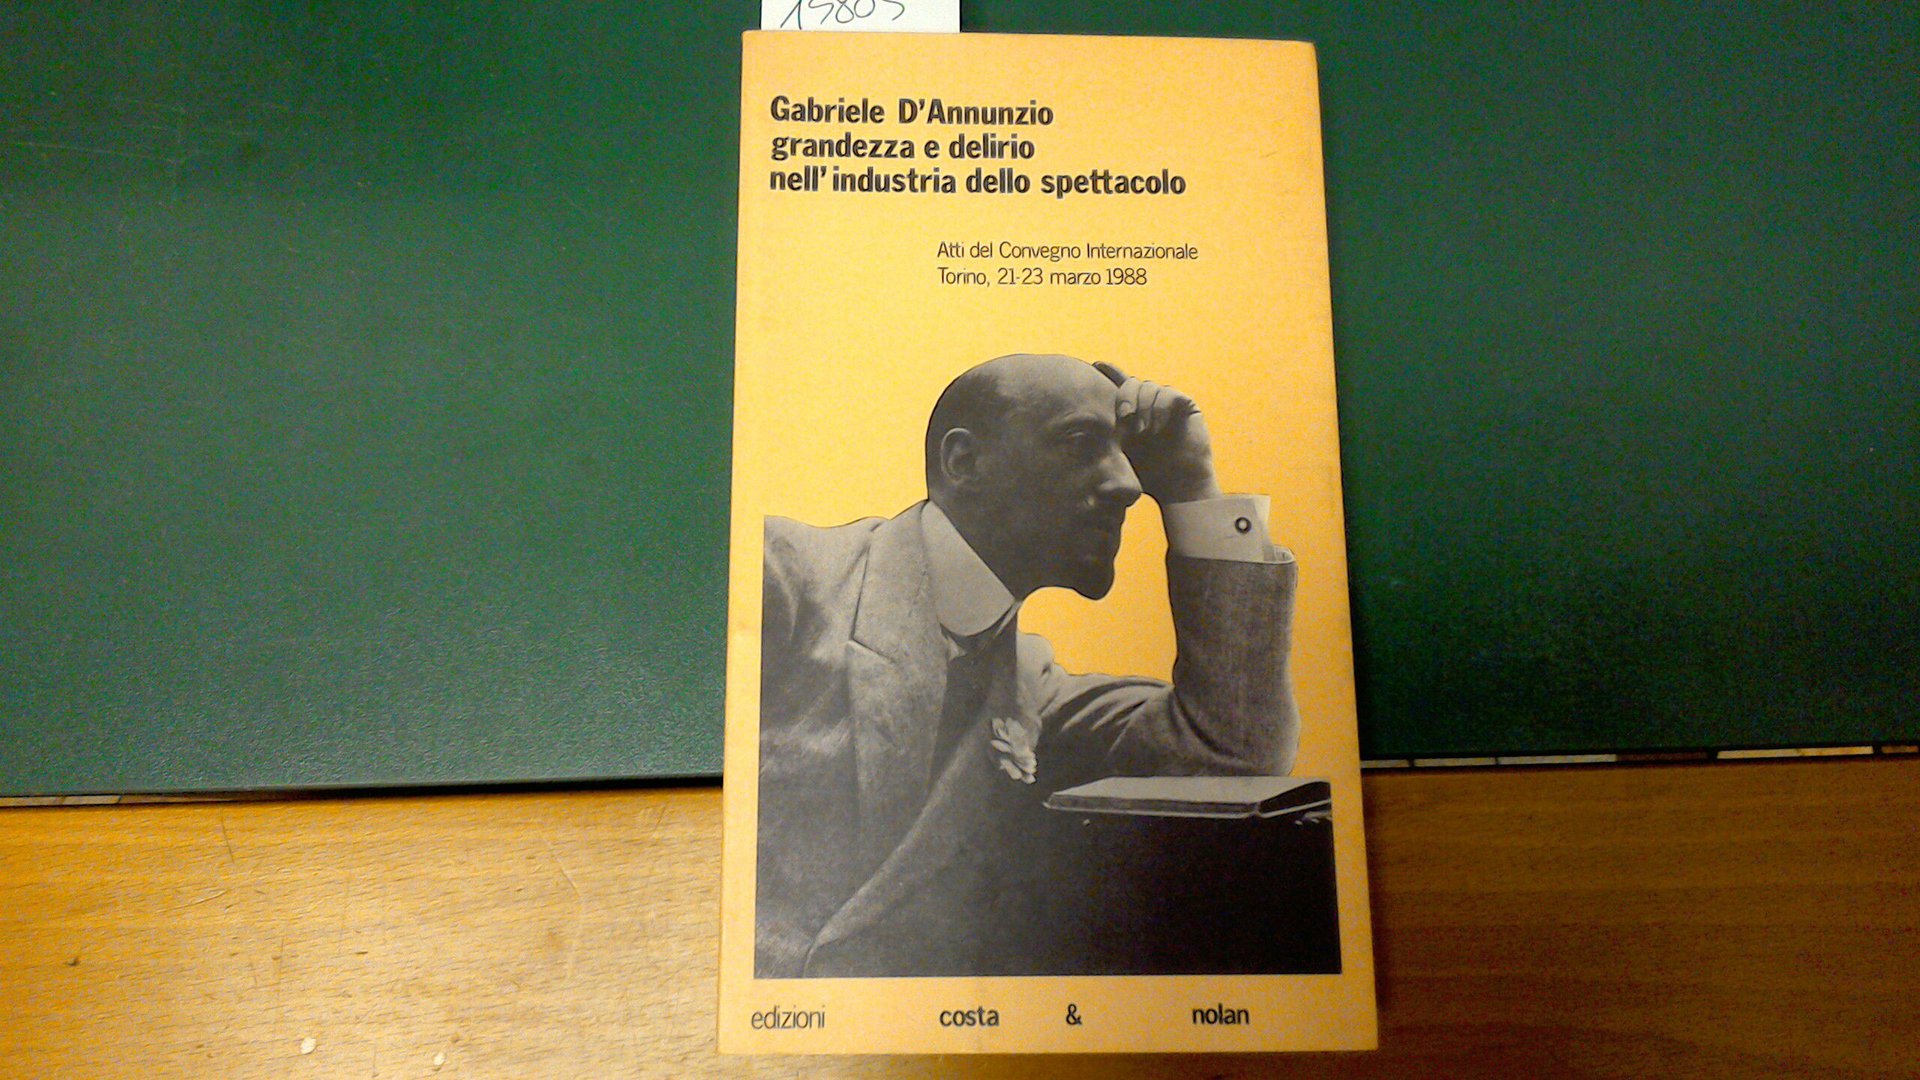 15805
Gabriele D'Annunzio
grandezza e delirio
nell'industria dello spettacolo
Atti del Convegno Internazionale
Torino, 21-23 marzo 1988
edizioni costa & nolan